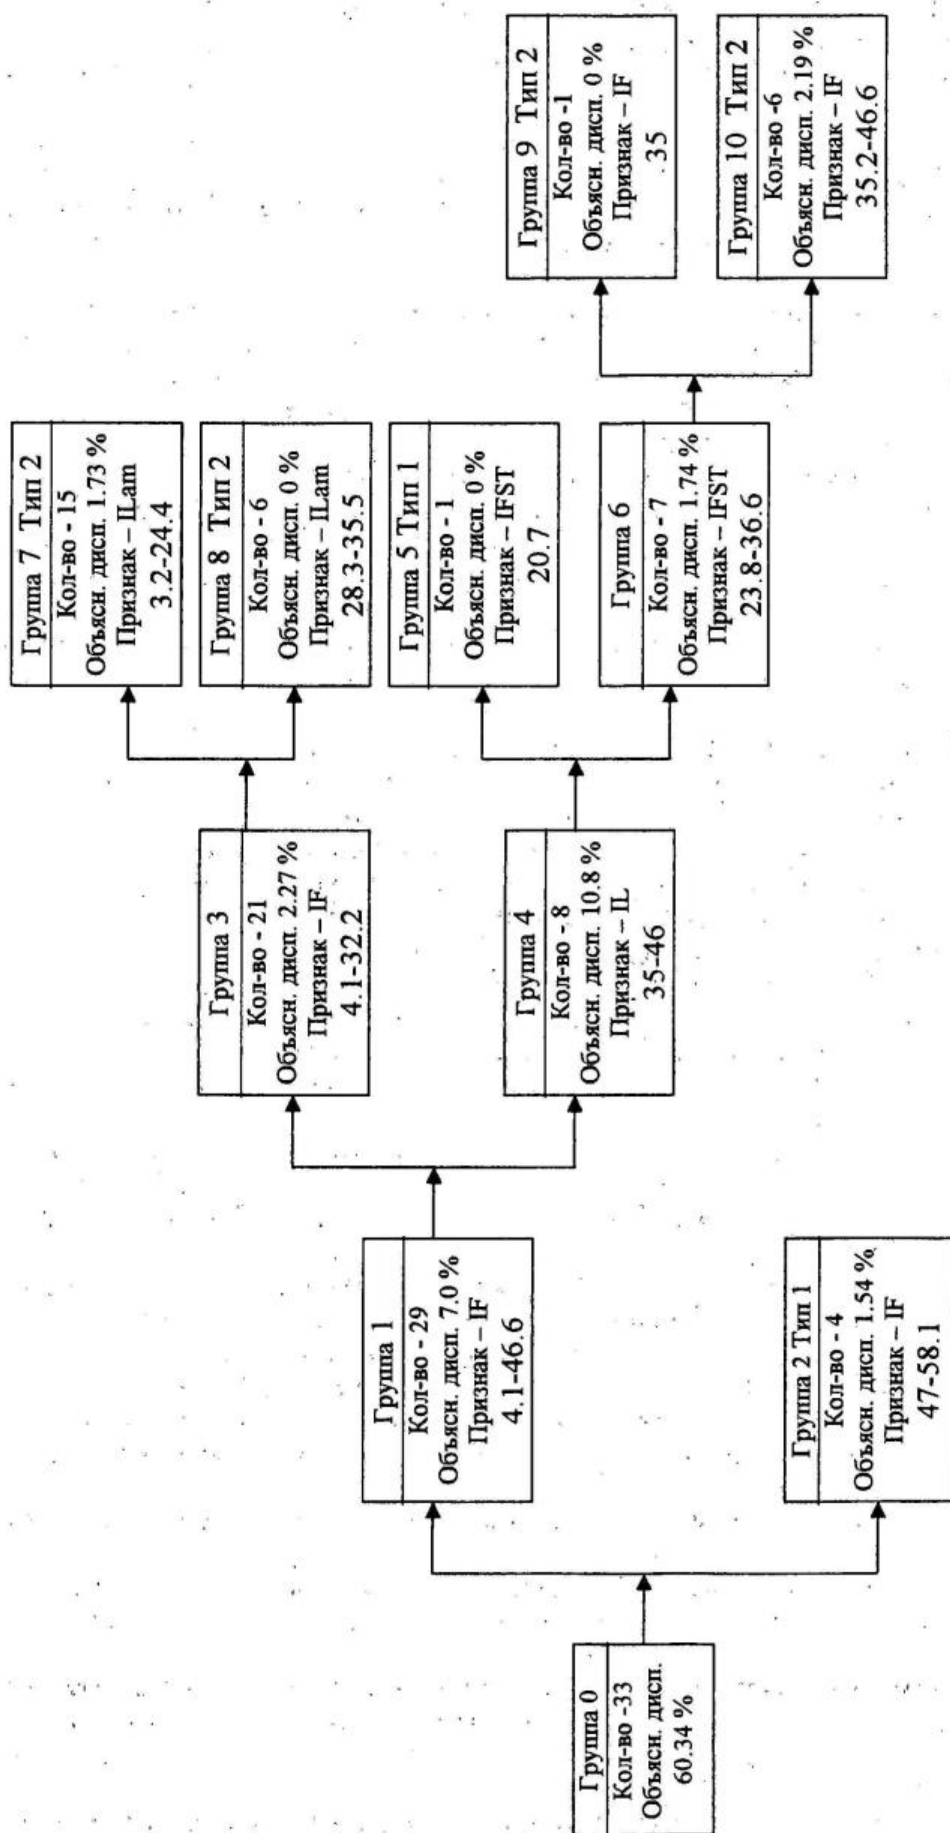 Группа 0
Кол-во -33
Объясн. дисп.
60.34 %
Группа 1
Кол-во - 29
Объясн. дисп. 7.0 %
Признак – IF
4.1-46.6
Группа 2 Тип 1
Кол-во - 4
Объясн. дисп. 1.54 %
Признак – IF
47-58.1
Группа 3
Кол-во - 21
Объясн. дисп. 2.27 %
Признак – IF
4.1-32.2
Группа 4
Кол-во - 8
Объясн. дисп. 10.8 %
Признак – IL
35-46
Группа 7 Тип 2
Кол-во - 15
Объясн. дисп. 1.73 %
Признак – ILam
3.2-24.4
Группа 8 Тип 2
Кол-во - 6
Объясн. дисп. 0 %
Признак – ILam
28.3-35.5
Группа 5 Тип 1
Кол-во - 1
Объясн. дисп. 0 %
Признак – IFST
20.7
Группа 6
Кол-во - 7
Объясн. дисп. 1.74 %
Признак – IFST
23.8-36.6
Группа 9 Тип 2
Кол-во -1
Объясн. дисп. 0 %
Признак – IF
35
Группа 10 Тип 2
Кол-во -6
Объясн. дисп. 2.19 %
Признак – IF
35.2-46.6